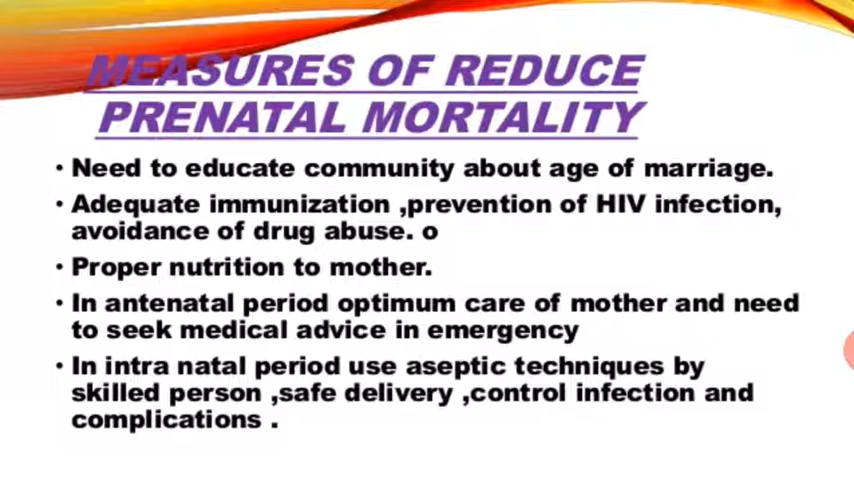 MEASURES OF REDUCE
PRENATAL MORTALITY
• Need to educate community about age of marriage.
• Adequate immunization ,prevention of HIV infection,
avoidance of drug abuse. o
• Proper nutrition to mother.
• In antenatal period optimum care of mother and need
to seek medical advice in emergency
• In intra natal period use aseptic techniques by
skilled person ,safe delivery ,control infection and
complications .